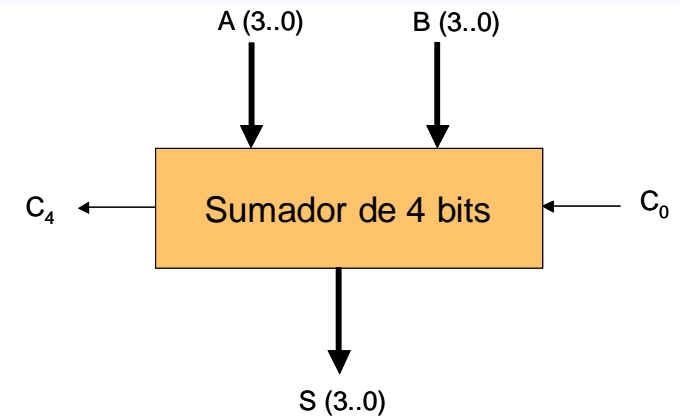 A (3..0) B (3..0)
C₄ Sumador de 4 bits C₀
S (3..0)